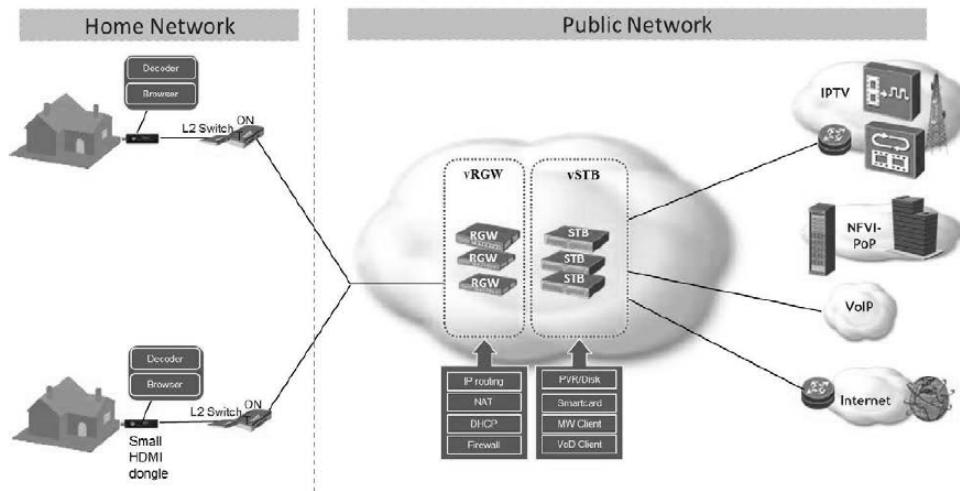 Home Network
Public Network
Decoder
Browser
L2 Switch
ON
T
vRGW
vSTB
RGW
RGW
RGW
STB
STB
STB
IPTV
NFVI-
PoP
VoIP
Internet
Decoder
Browser
L2 Switch
ON
T
Small
HDMI
dongle
IP routing
NAT
DHCP
Firewall
PVR/Disk
Smartcard
MW Client
VoD Client